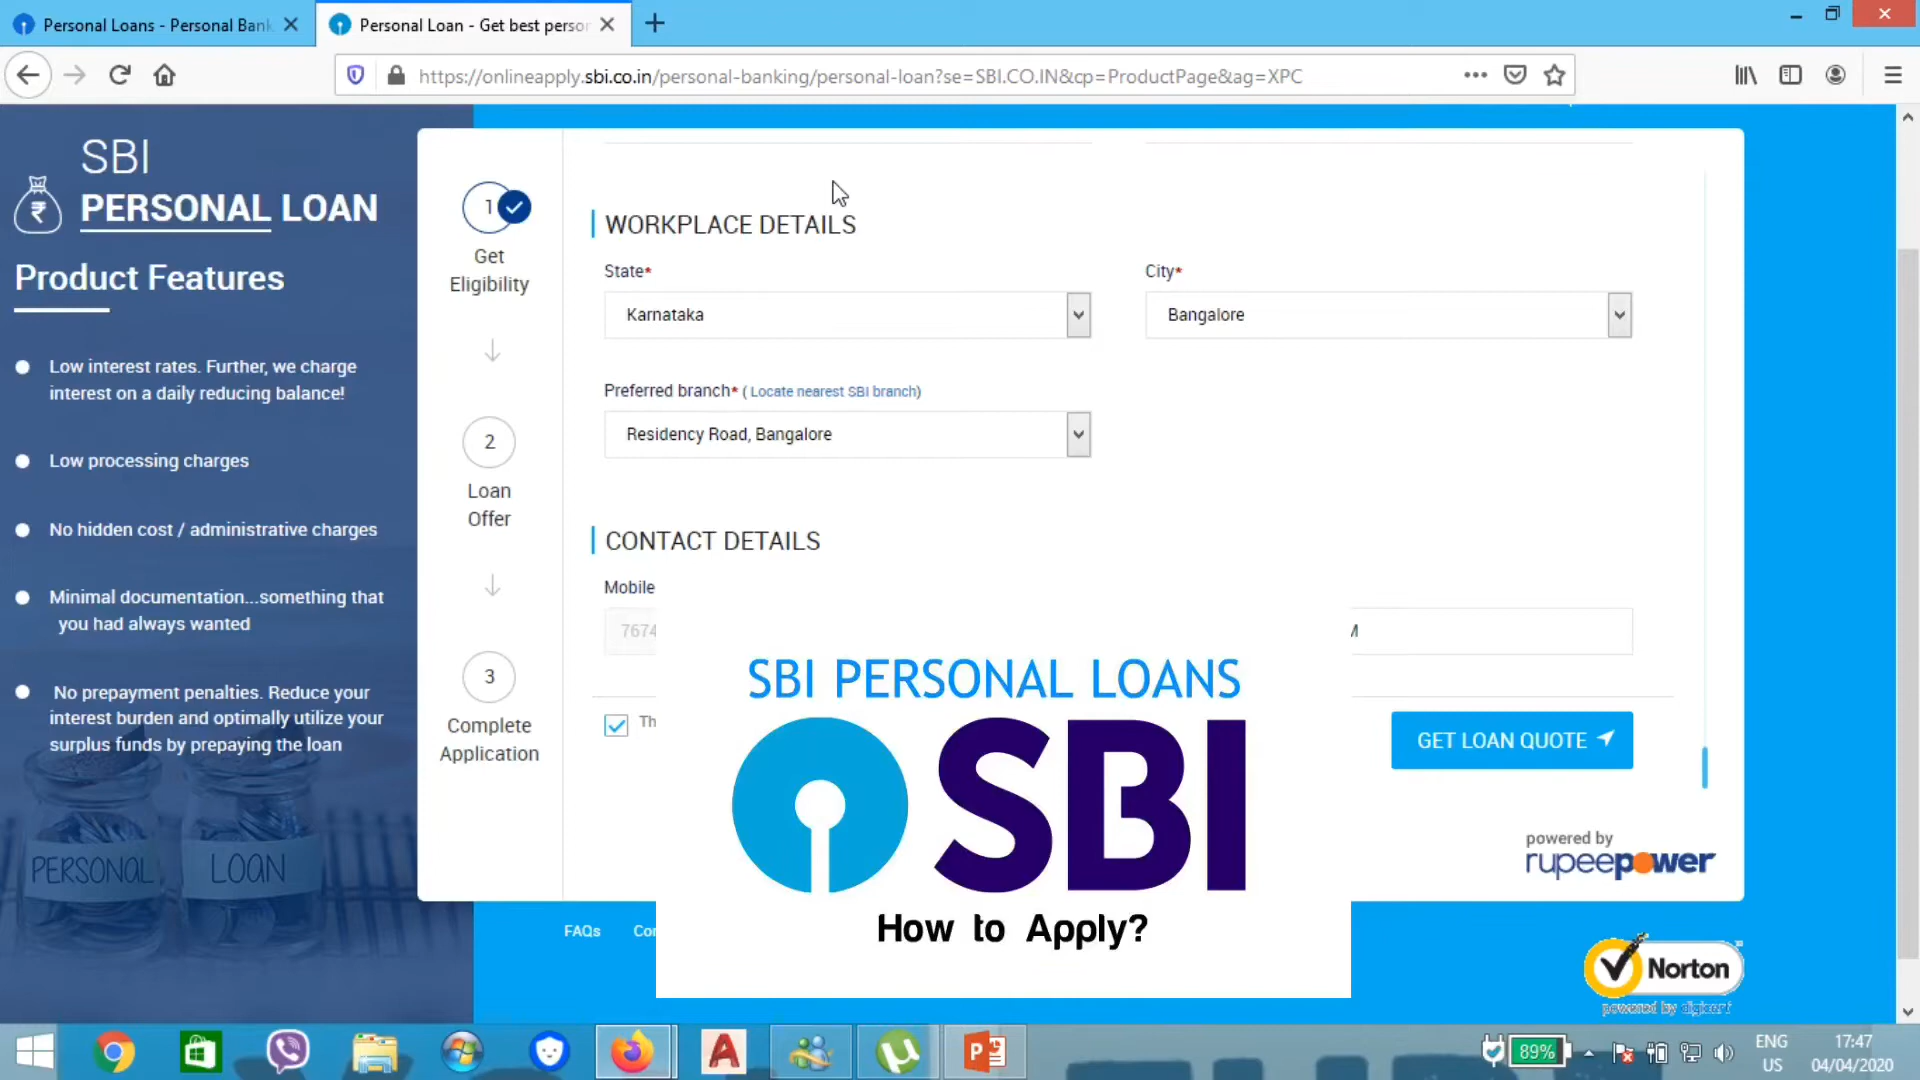 Personal Loans - Personal Bank
Personal Loan - Get best perso
https://onlineapply.sbi.co.in/personal-banking/personal-loan?se=SBI.CO.IN&cp=ProductPage&ag=XPC
SBI
PERSONAL LOAN
Product Features
Low interest rates. Further, we charge
interest on a daily reducing balance!
Low processing charges
No hidden cost / administrative charges
Minimal documentation...something that
you had always wanted
No prepayment penalties. Reduce your
interest burden and optimally utilize your
surplus funds by prepaying the loan
PERSONAL
LOAN
1
Get
Eligibility
2
Loan
Offer
3
Complete
Application
WORKPLACE DETAILS
State*
City*
Karnataka
Bangalore
Preferred branch* ( Locate nearest SBI branch)
Residency Road, Bangalore
CONTACT DETAILS
Mobile
7674
M
Th
GET LOAN QUOTE
SBI PERSONAL LOANS
SBI
How to Apply?
powered by
rupeepower
FAQs
Con
Norton
powered by digicert
89%
ENG
US
17:47
04/04/2020